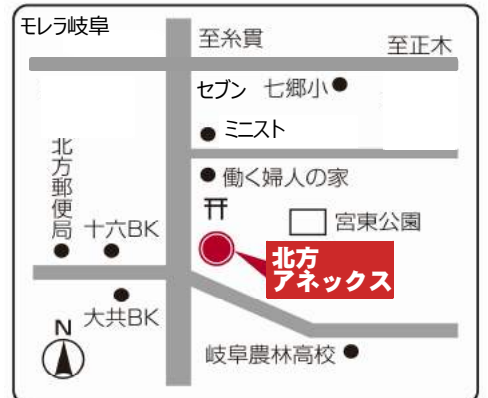 モレラ岐阜
至糸貫
至正木
セブン
七郷小
ミニスト
働く婦人の家
北方郵便局
十六BK
宮東公園
北方
アネックス
大共BK
N
岐阜農林高校